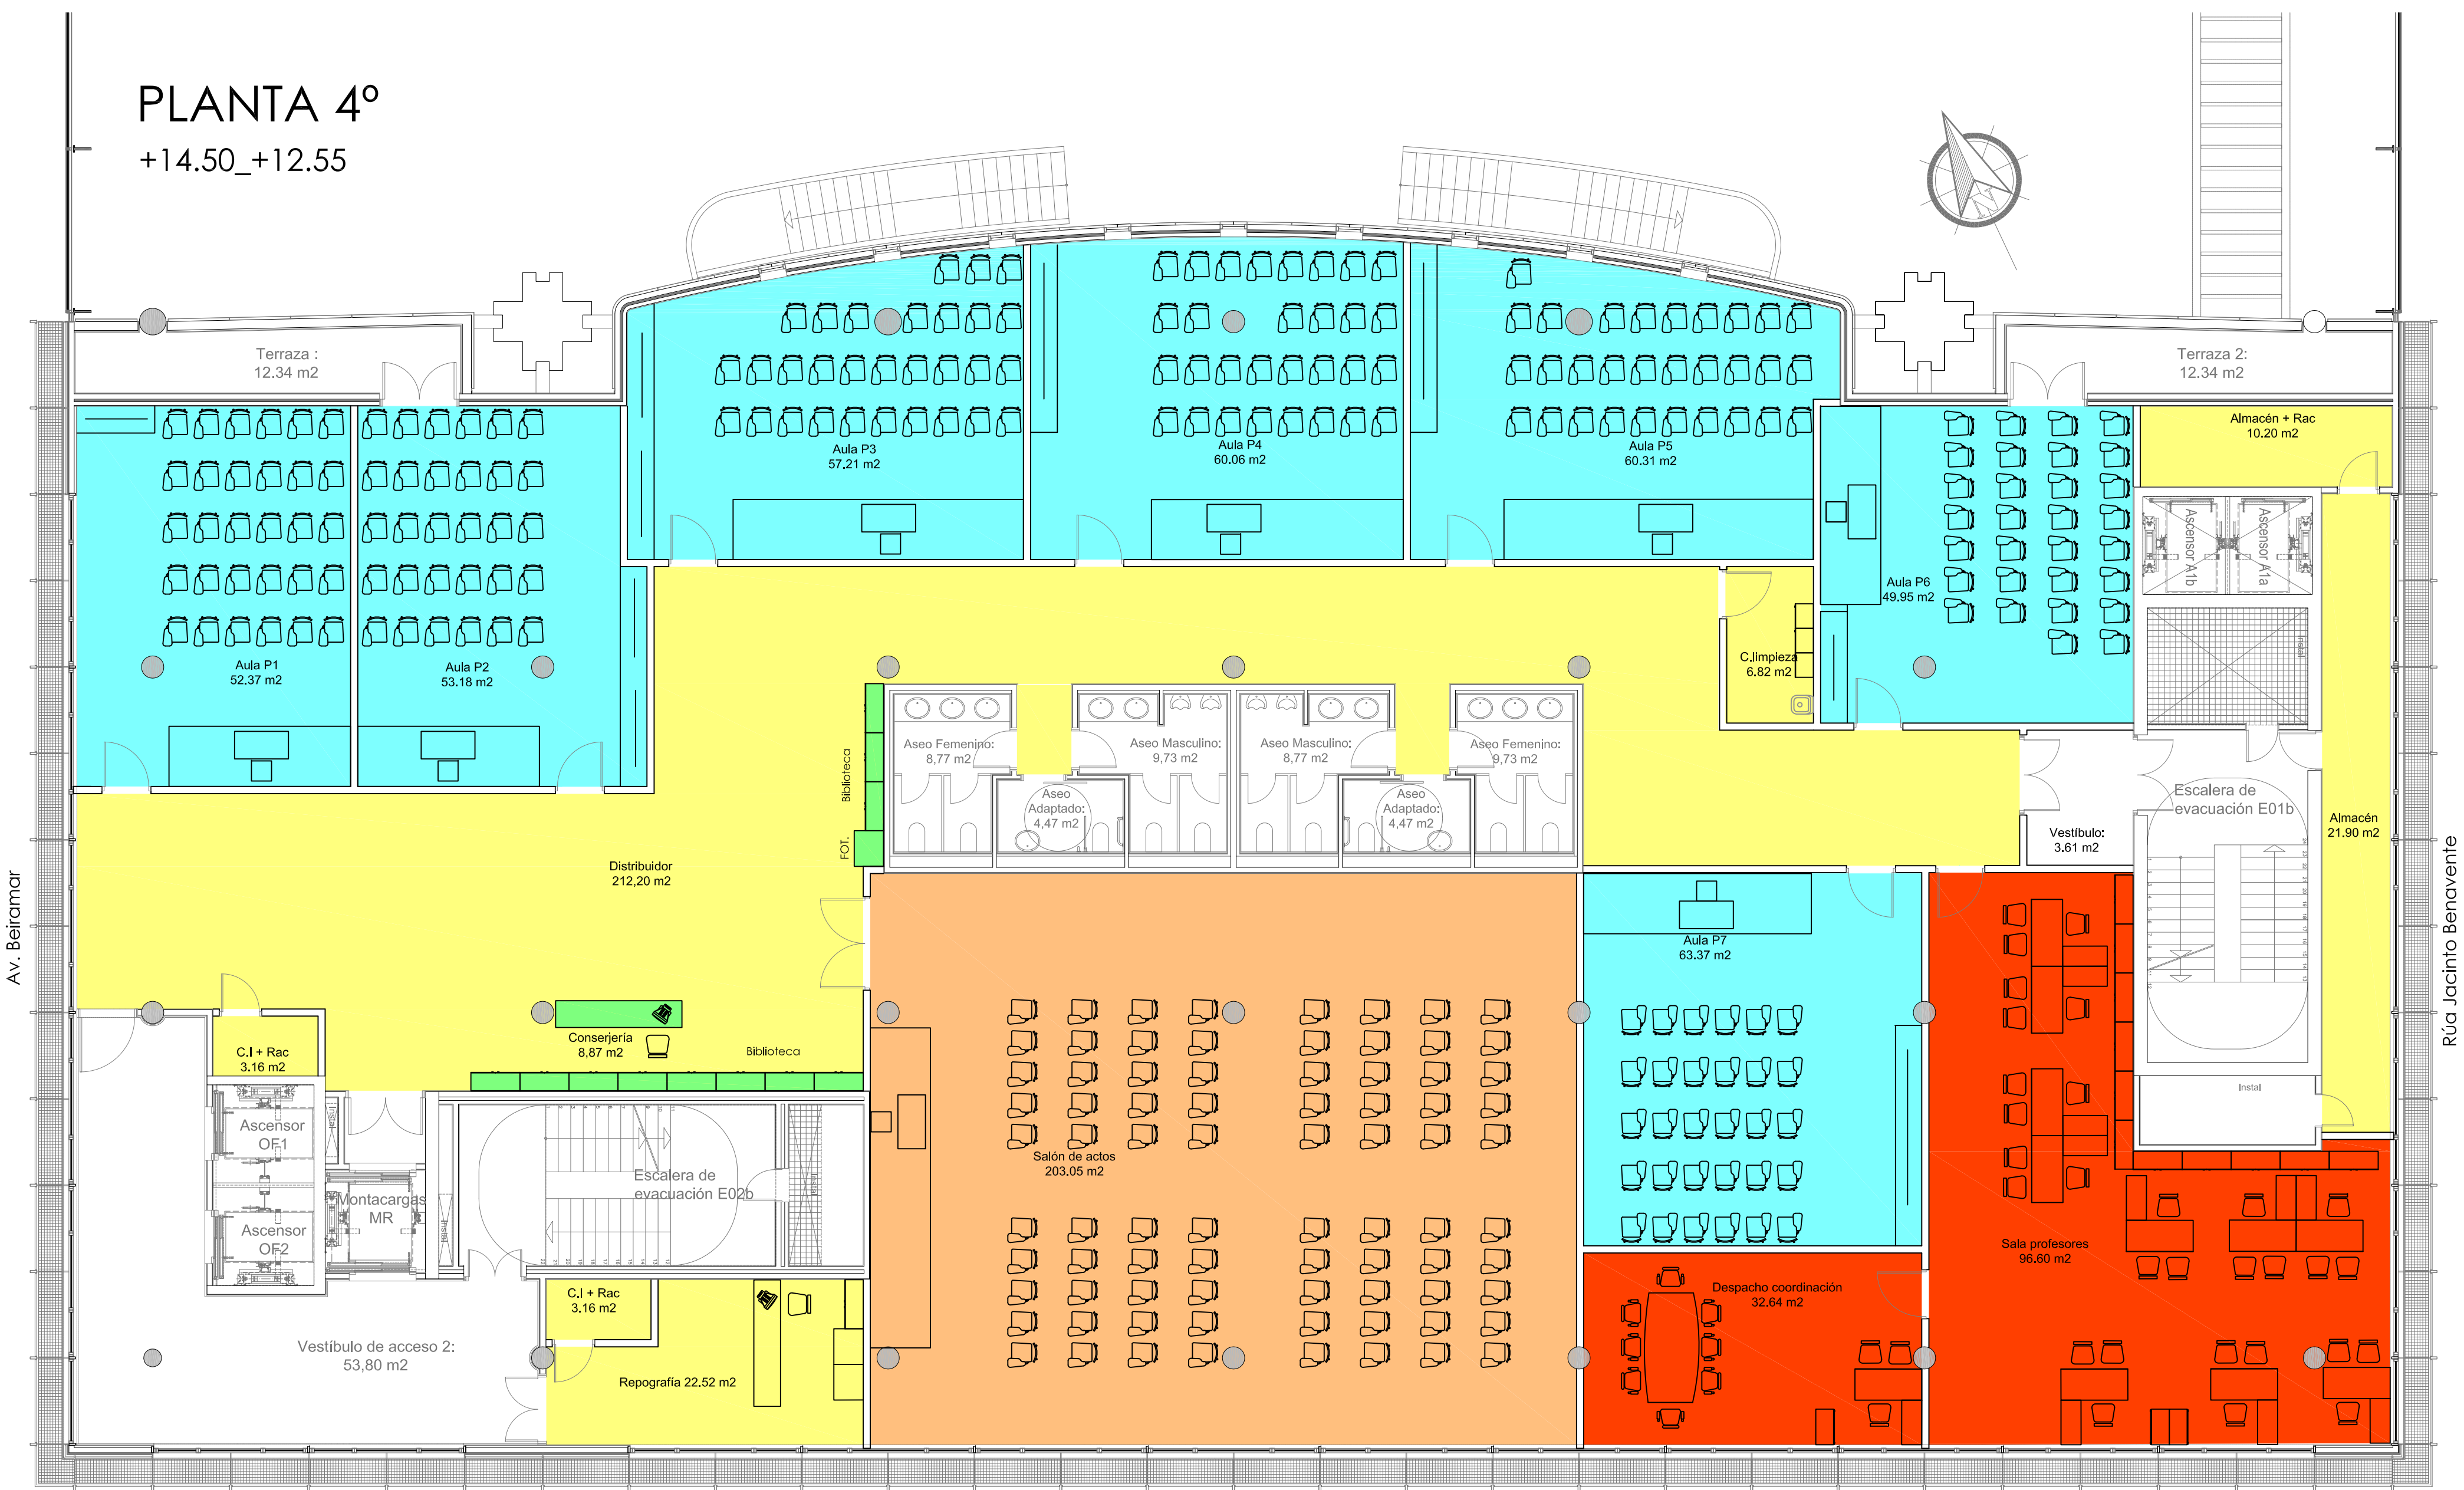 PLANTA 4º
+14.50_+12.55
N
Terraza :
12.34 m2
Terraza 2:
12.34 m2
Almacén + Rac
10.20 m2
Aula P3
57.21 m2
Aula P4
60.06 m2
Aula P5
60.31 m2
Ascensor A1b
Ascensor A1a
Aula P6
49.95 m2
Instal
Aula P1
52.37 m2
Aula P2
53.18 m2
C.limpieza
6.82 m2
Aseo Femenino:
8,77 m2
Aseo Masculino:
9,73 m2
Aseo Masculino:
8,77 m2
Aseo Femenino:
9,73 m2
Biblioteca
FOT.
Aseo
Adaptado:
4,47 m2
Aseo
Adaptado:
4,47 m2
Escalera de
evacuación E01b
Vestíbulo:
3.61 m2
Almacén
21.90 m2
Distribuidor
212,20 m2
Av. Beiramar
Rúa Jacinto Benavente
Aula P7
63.37 m2
Conserjería
8,87 m2
Biblioteca
C.I + Rac
3.16 m2
Instal
Ascensor
OF1
Instal
Salón de actos
203.05 m2
Escalera de
evacuación E02b
Instal
Montacargas
MR
Instal
Ascensor
OF2
Sala profesores
96.60 m2
C.I + Rac
3.16 m2
Despacho coordinación
32.64 m2
Vestíbulo de acceso 2:
53,80 m2
Repografía 22.52 m2